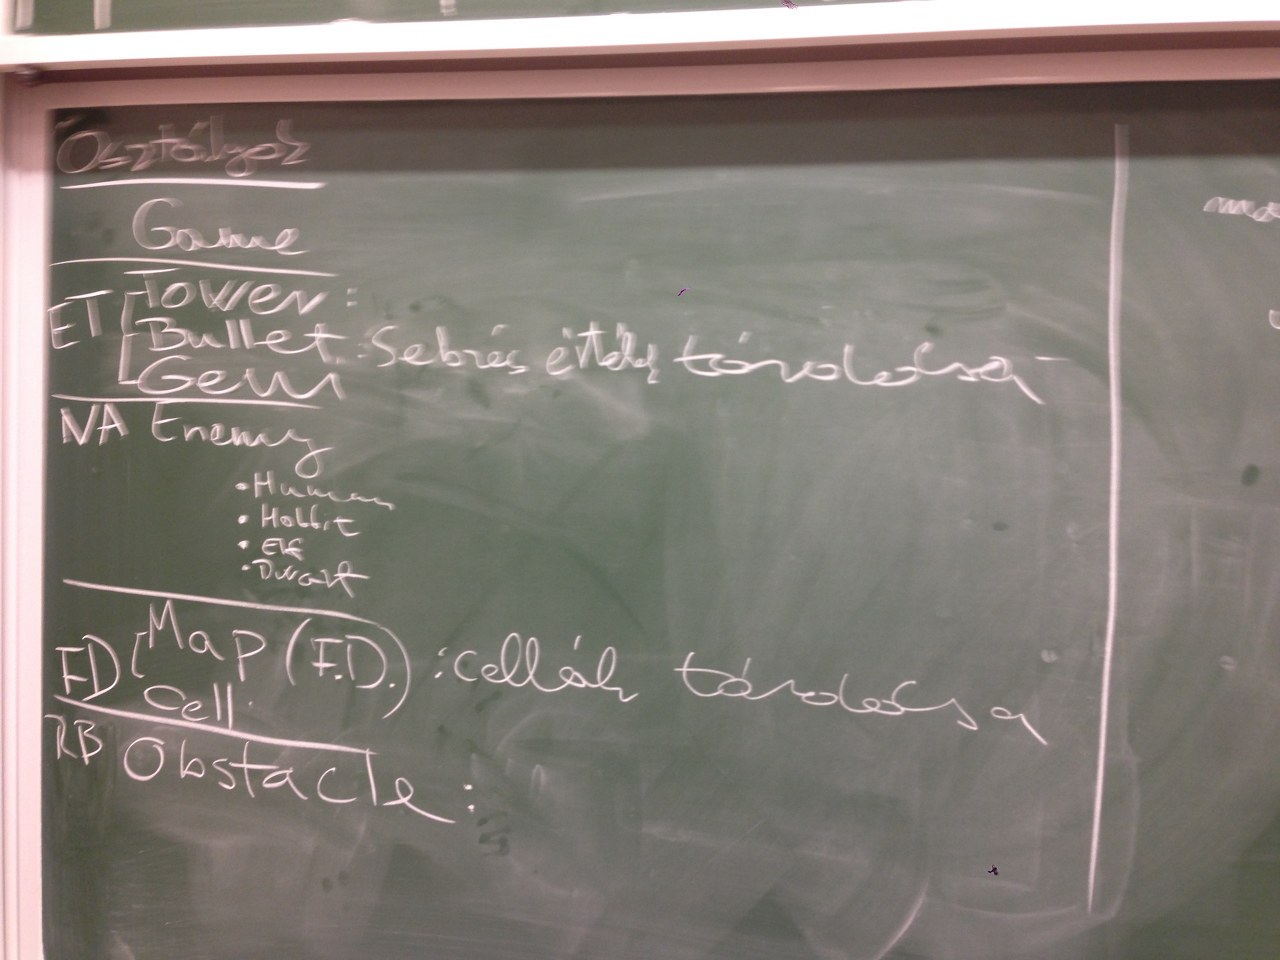 Osztályok
Game
ET Tower:
Bullet: Sebzés érték tárolása
Gem
NA Enemy
• Human
• Hobbit
• Elf
• Dwarf
FD Map (F.D.) : cellák tárolása
Cell
RB Obstacle: